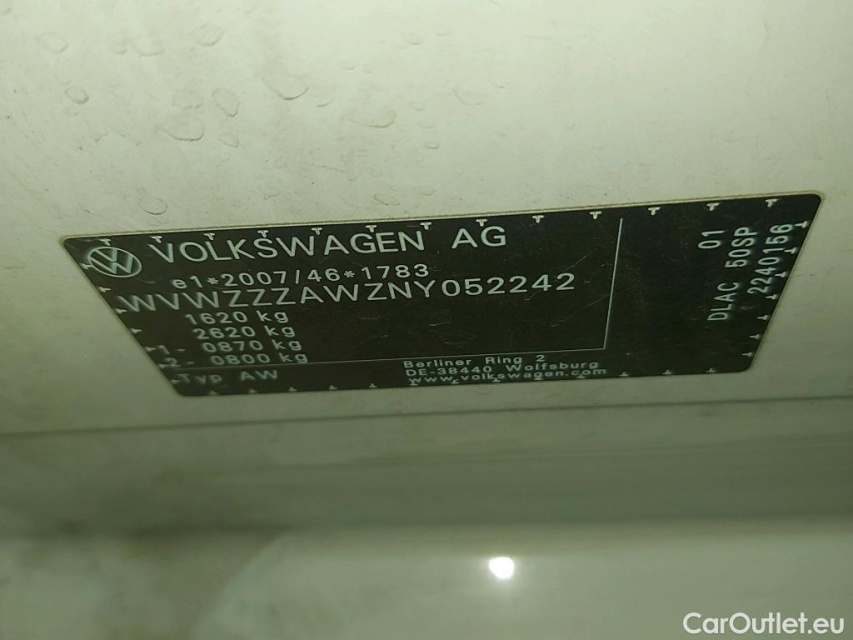 VOLKSWAGEN AG
e1*2007/46*1783
WVWZZZAWZNY052242
1620 kg
2620 kg
1- 0870 kg
2- 0800 kg
Typ AW
Berliner Ring 2
DE-38440 Wolfsburg
www.volkswagen.com
01
DLAC 50SP
2240156
CarOutlet.eu